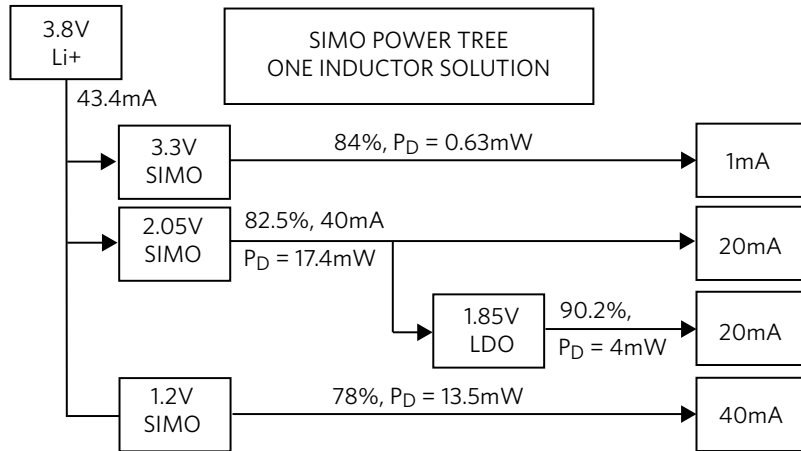 3.8V
Li+
SIMO POWER TREE
ONE INDUCTOR SOLUTION
43.4mA
3.3V
SIMO
84%, PD = 0.63mW
1mA
2.05V
SIMO
82.5%, 40mA
PD = 17.4mW
20mA
1.85V
LDO
90.2%,
PD = 4mW
20mA
1.2V
SIMO
78%, PD = 13.5mW
40mA